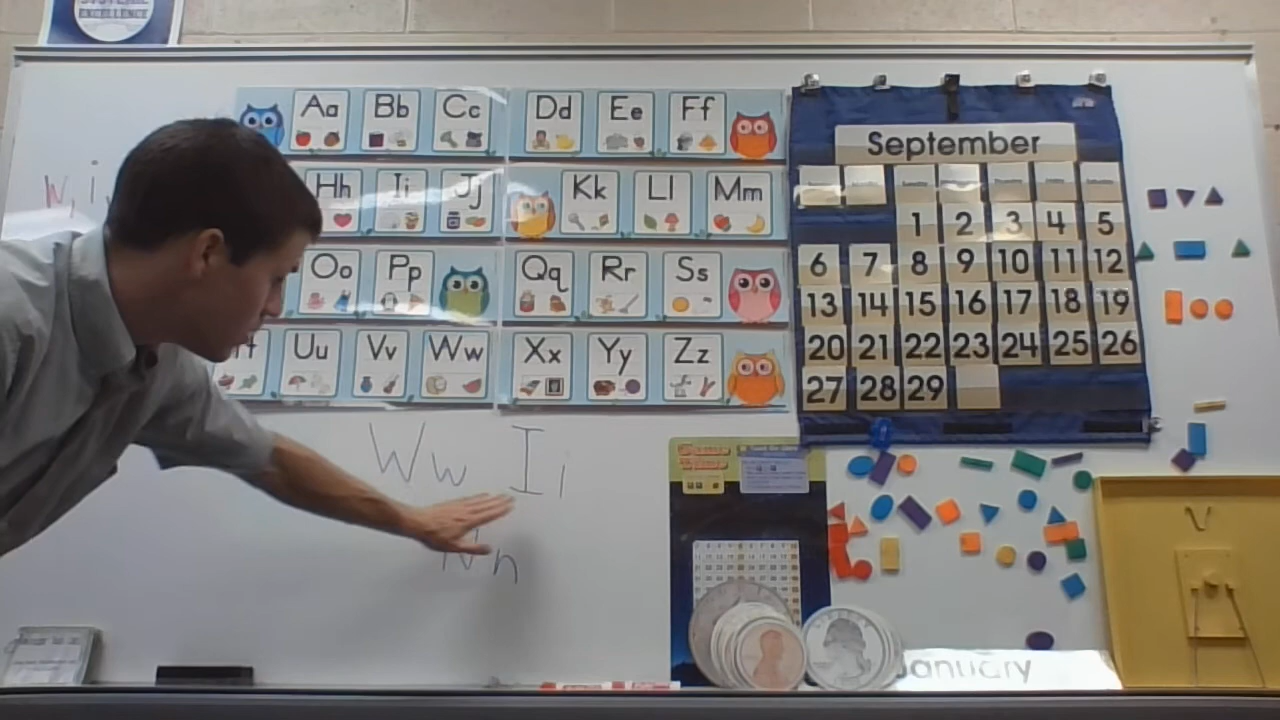 Aa Bb Cc Dd Ee Ff
Hh Ii Jj Kk Ll Mm
Oo Pp Qq Rr Ss
Uu Vv Ww Xx Yy Zz
September
1 2 3 4 5
6 7 8 9 10 11 12
13 14 15 16 17 18 19
20 21 22 23 24 25 26
27 28 29
Ww Ii
Nn
January